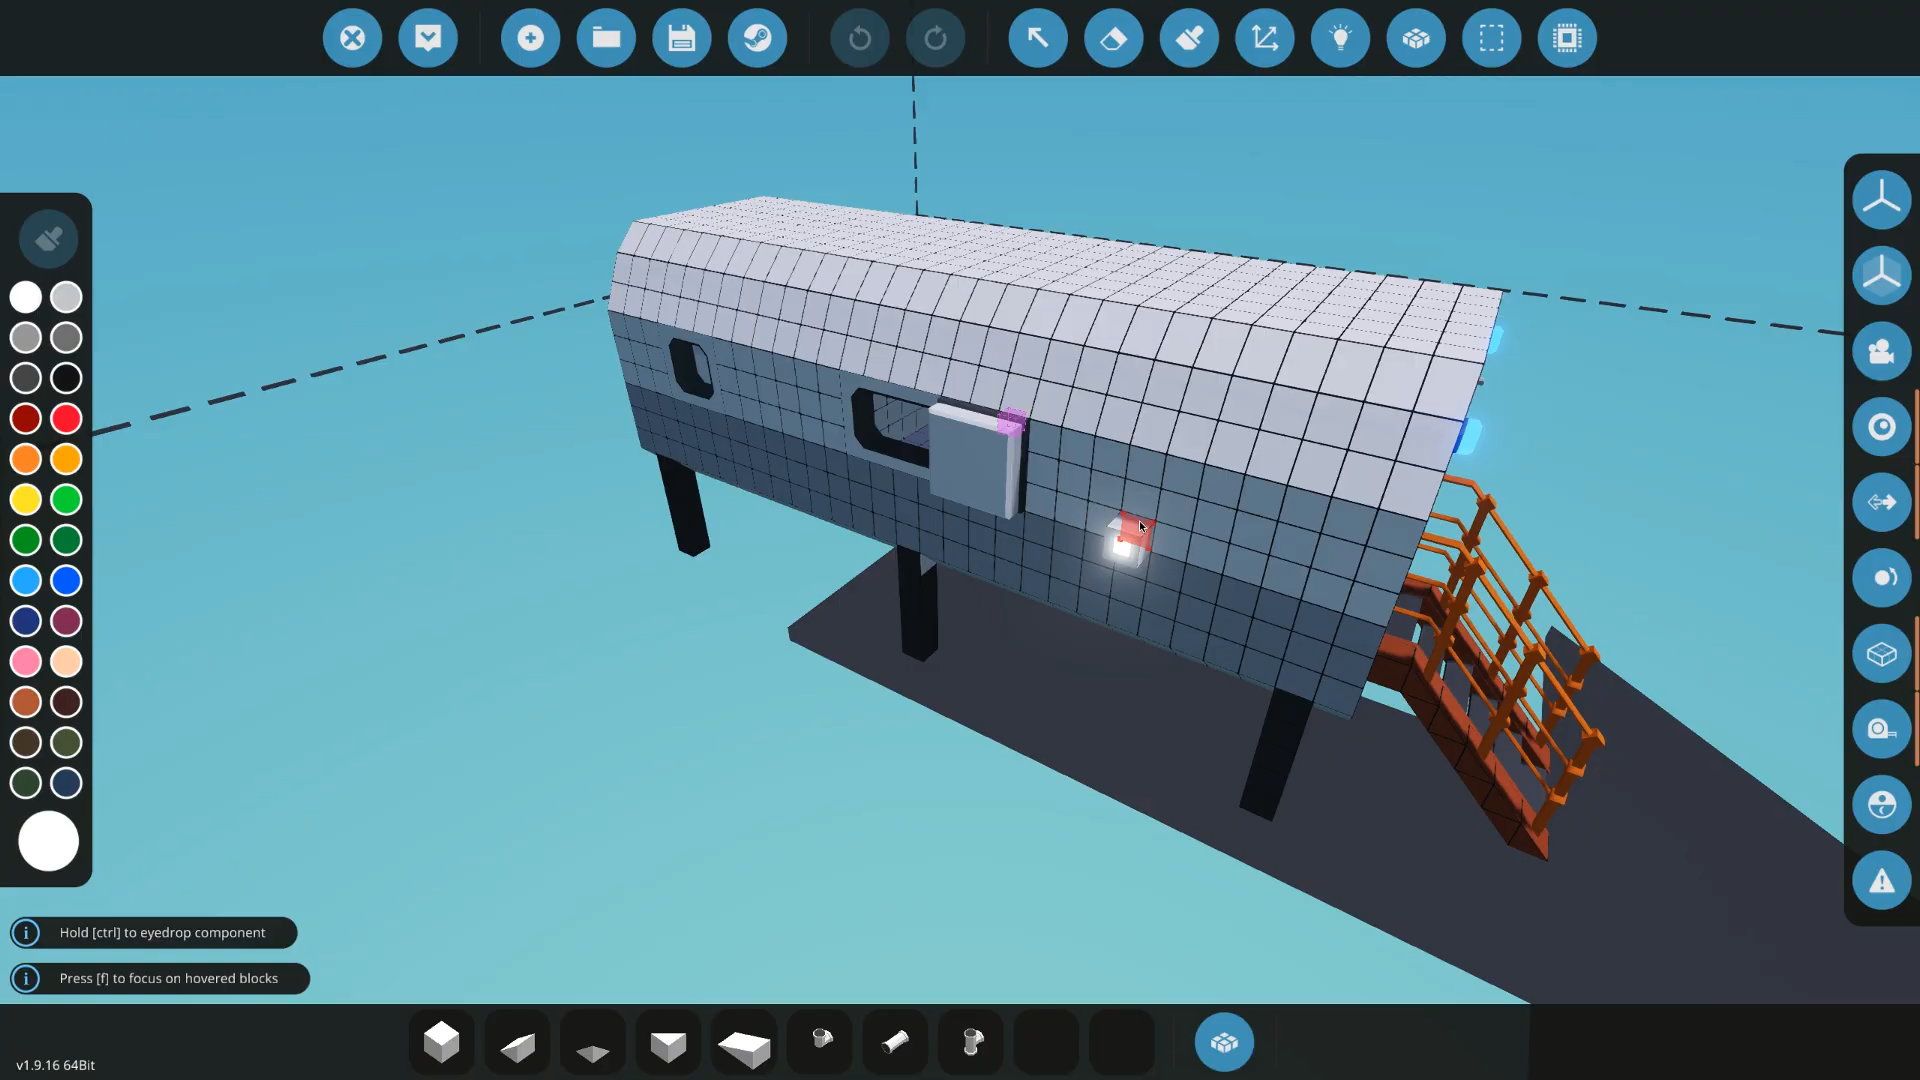 Hold [ctrl] to eyedrop component
Press [f] to focus on hovered blocks
v1.9.16 64Bit